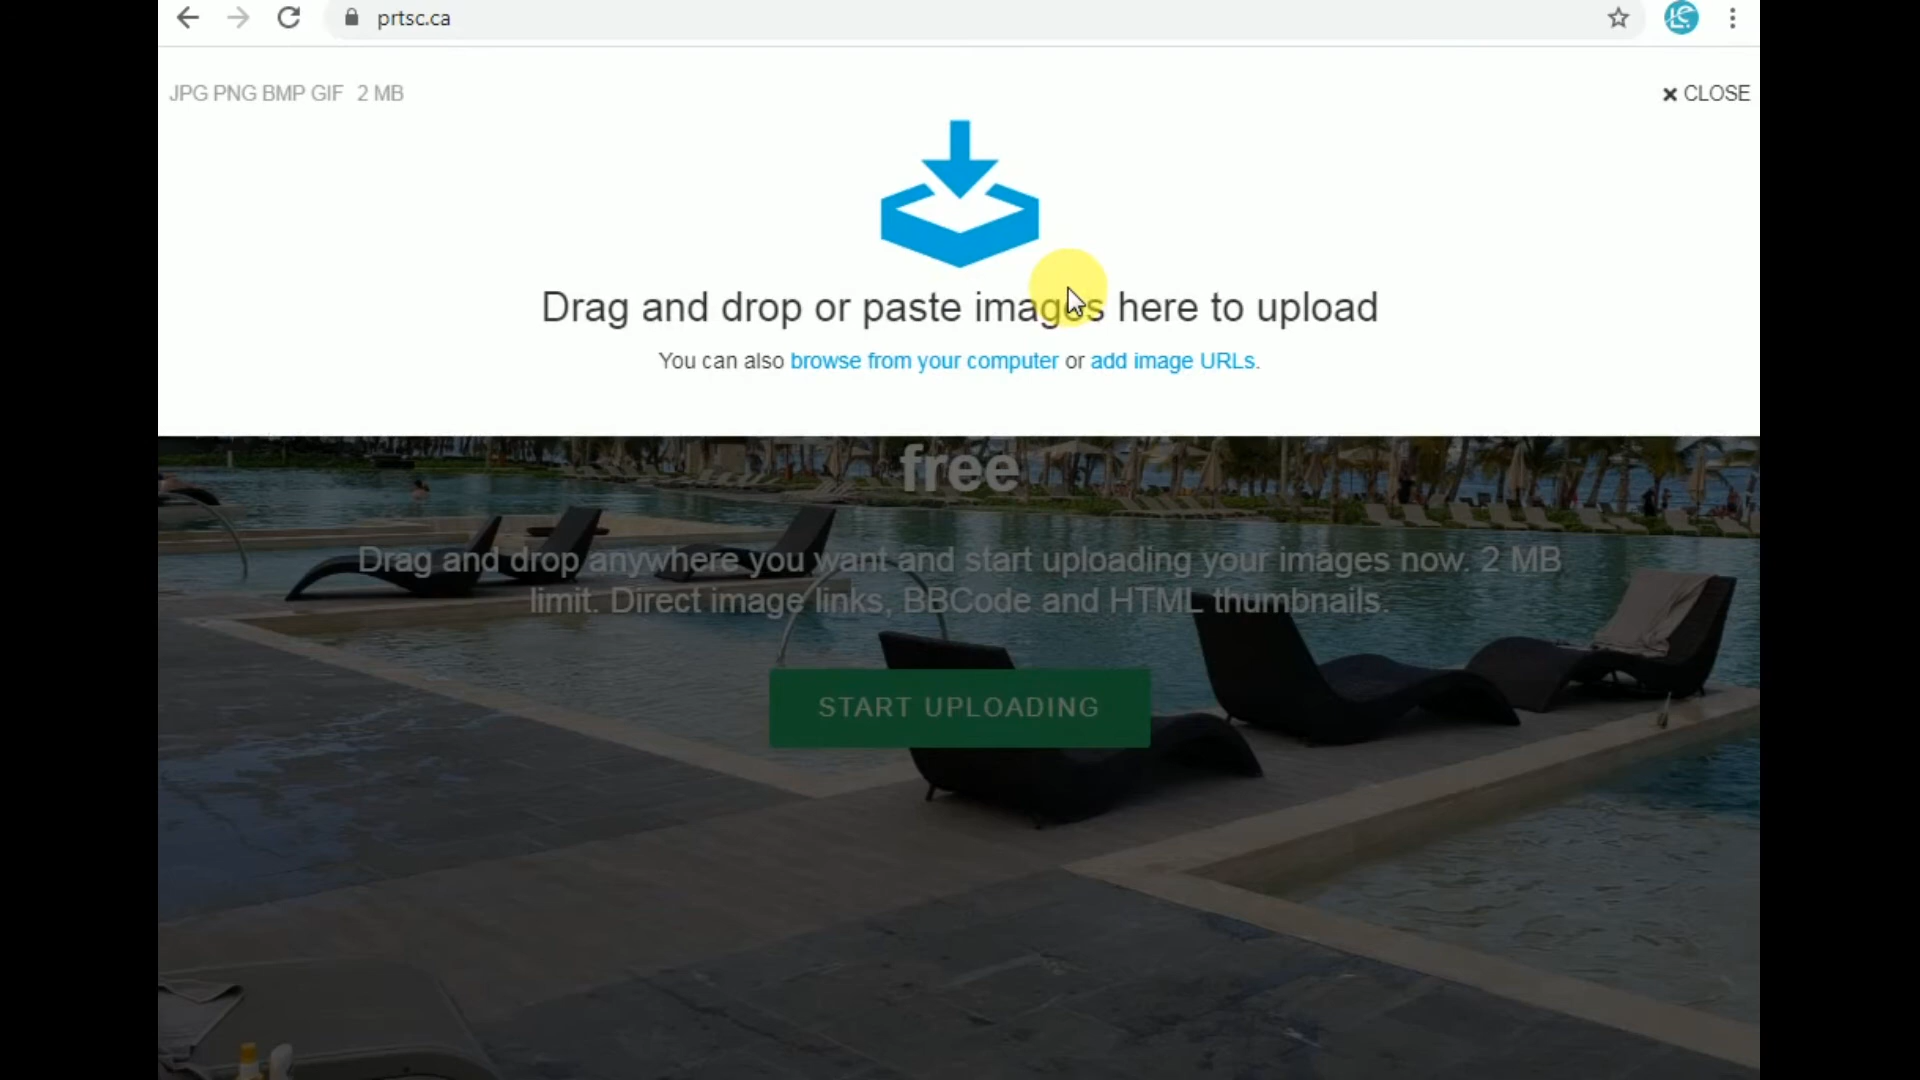 prtsc.ca
JPG PNG BMP GIF 2 MB
CLOSE
Drag and drop or paste images here to upload
You can also browse from your computer or add image URLs.
free
Drag and drop anywhere you want and start uploading your images now. 2 MB
limit. Direct image links, BBCode and HTML thumbnails.
START UPLOADING